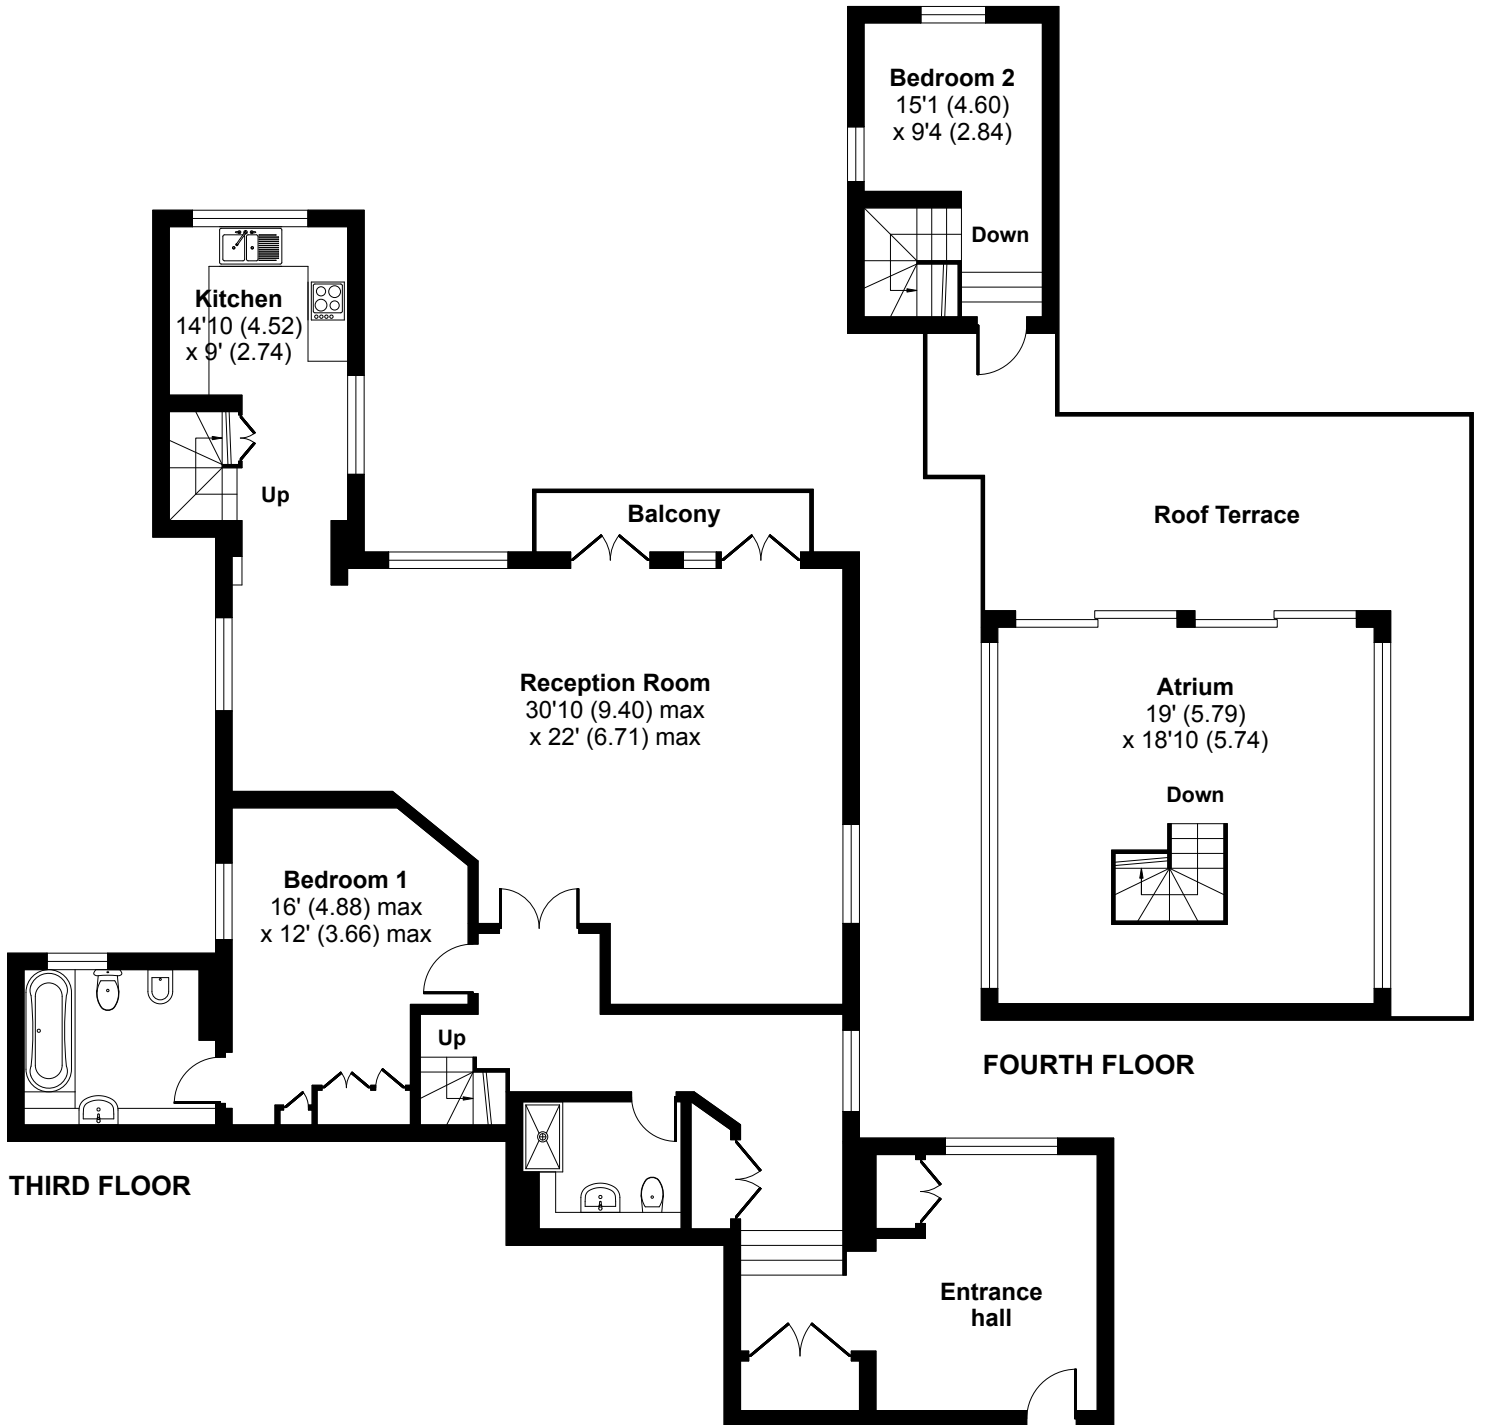 Bedroom 2
15'1 (4.60)
x 9'4 (2.84)
Down
Kitchen
14'10 (4.52)
x 9' (2.74)
Up
Balcony
Roof Terrace
Reception Room
30'10 (9.40) max
x 22' (6.71) max
Atrium
19' (5.79)
x 18'10 (5.74)
Down
Bedroom 1
16' (4.88) max
x 12' (3.66) max
Up
FOURTH FLOOR
THIRD FLOOR
Entrance
hall